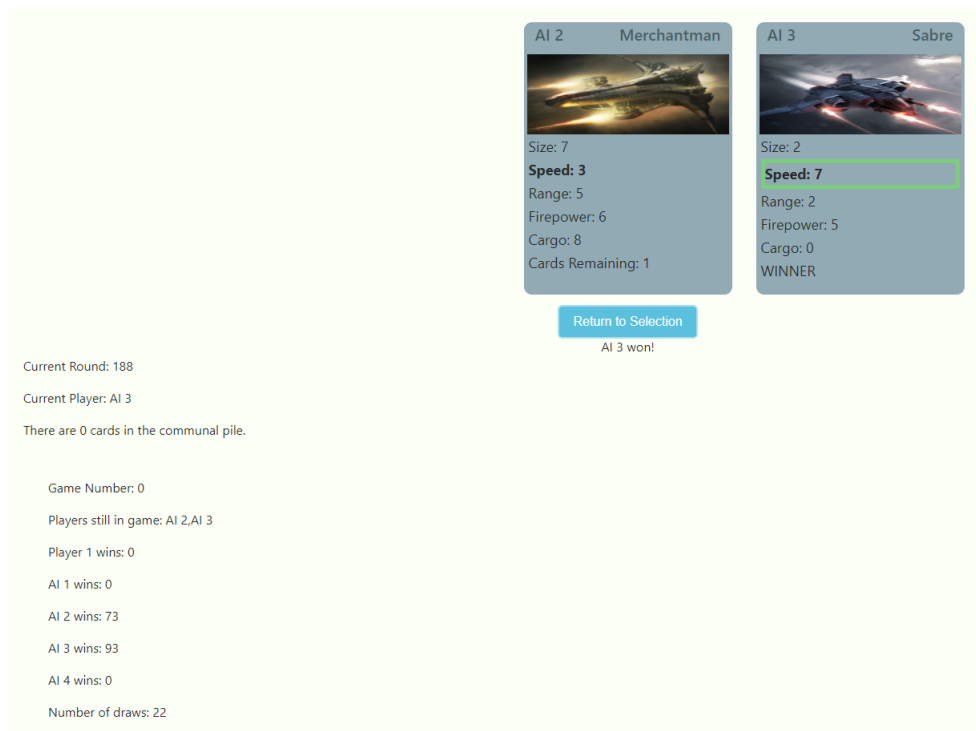 AI 2 Merchantman
Size: 7
Speed: 3
Range: 5
Firepower: 6
Cargo: 8
Cards Remaining: 1
AI 3 Sabre
Size: 2
Speed: 7
Range: 2
Firepower: 5
Cargo: 0
WINNER
Return to Selection
AI 3 won!
Current Round: 188
Current Player: AI 3
There are 0 cards in the communal pile.
Game Number: 0
Players still in game: AI 2,AI 3
Player 1 wins: 0
AI 1 wins: 0
AI 2 wins: 73
AI 3 wins: 93
AI 4 wins: 0
Number of draws: 22